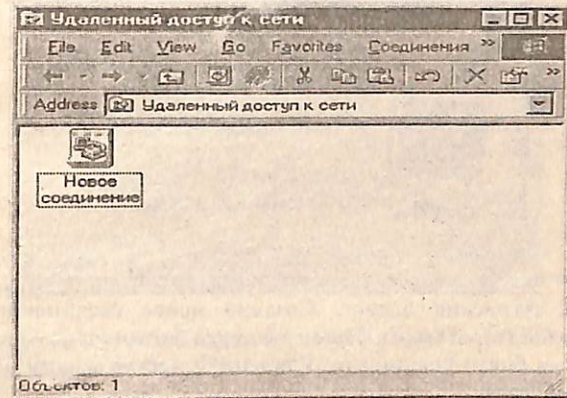 Удаленный доступ к сети
File Edit View Go Favorites Соединения »
»
Address Удаленный доступ к сети
Новое
соединение
Объектов: 1